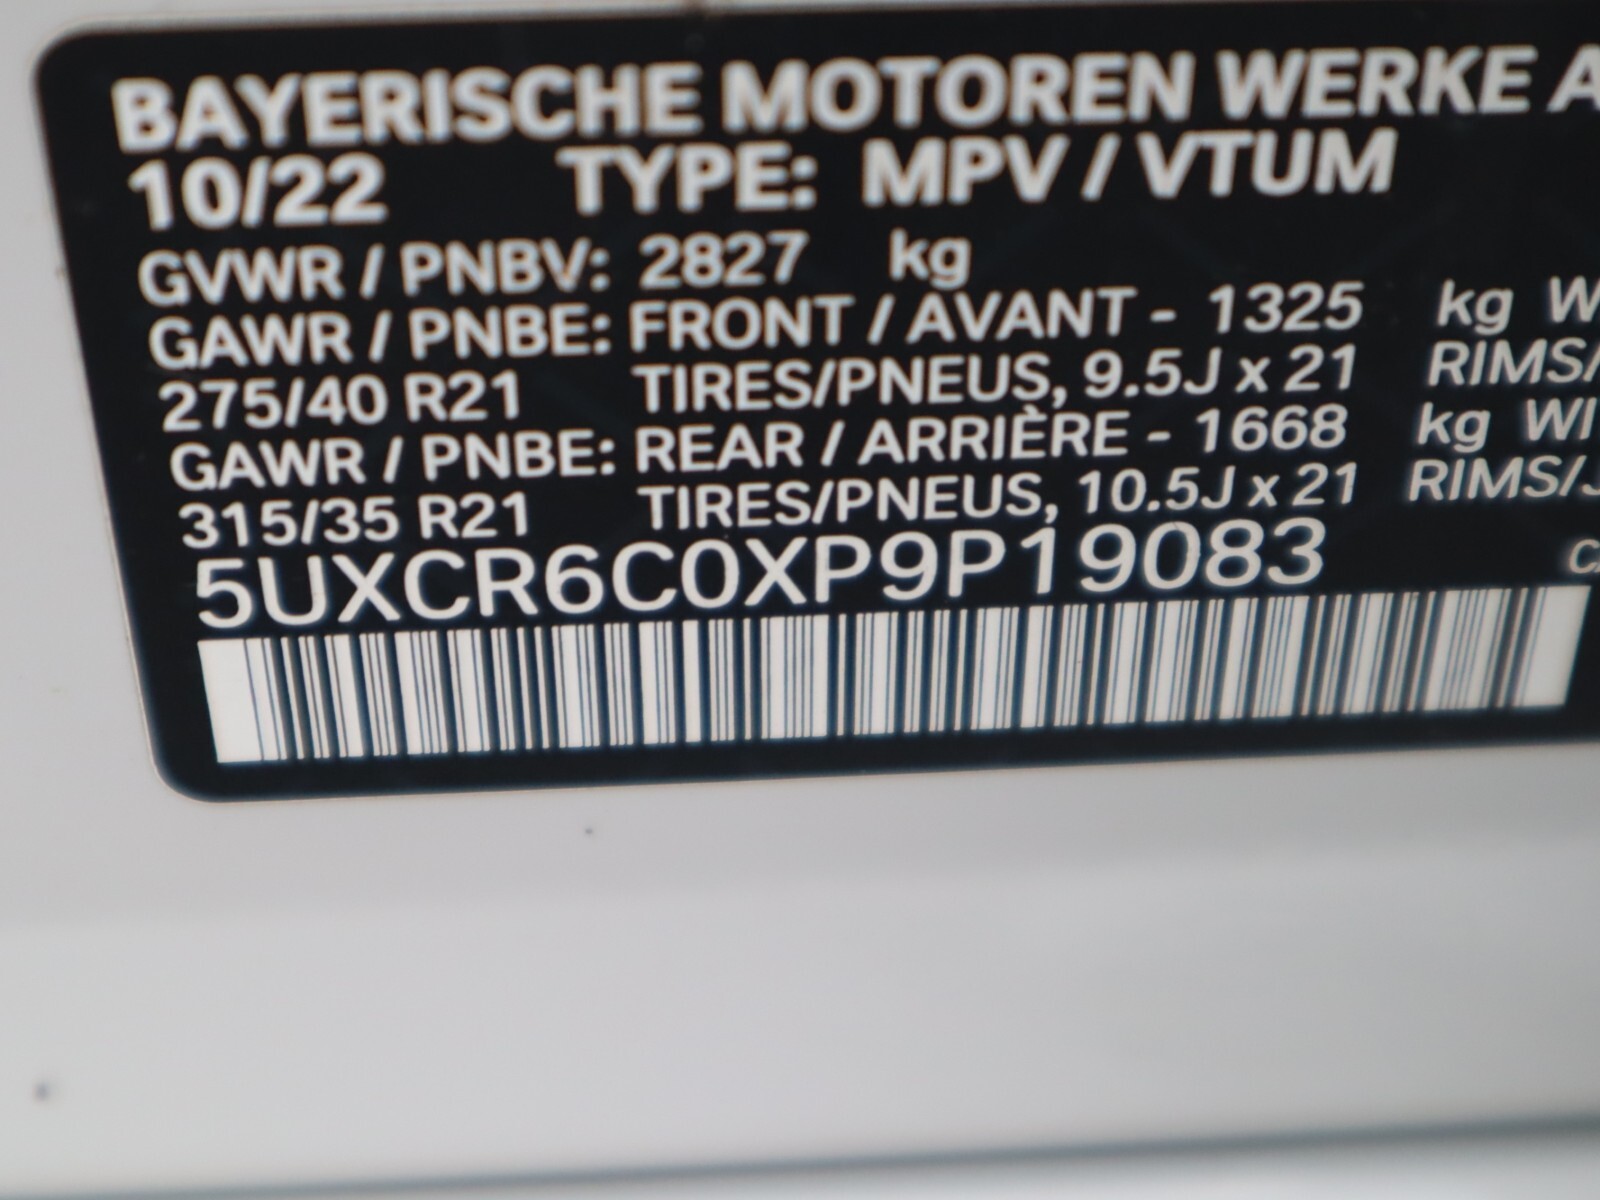 BAYERISCHE MOTOREN WERKE A
10/22 TYPE: MPV / VTUM
GVWR / PNBV: 2827 kg
GAWR / PNBE: FRONT / AVANT - 1325 kg W
275/40 R21 TIRES/PNEUS, 9.5J x 21 RIMS/
GAWR / PNBE: REAR / ARRIÈRE - 1668 kg WI
315/35 R21 TIRES/PNEUS, 10.5J x 21 RIMS/J
5UXCR6C0XP9P19083